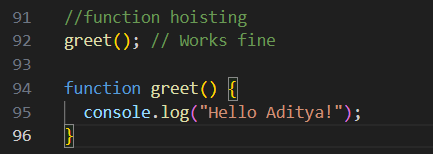 91 //function hoisting
92 greet(); // Works fine
93
94 function greet() {
95   console.log("Hello Aditya!");
96 }